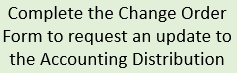 Complete the Change Order
Form to request an update to
the Accounting Distribution